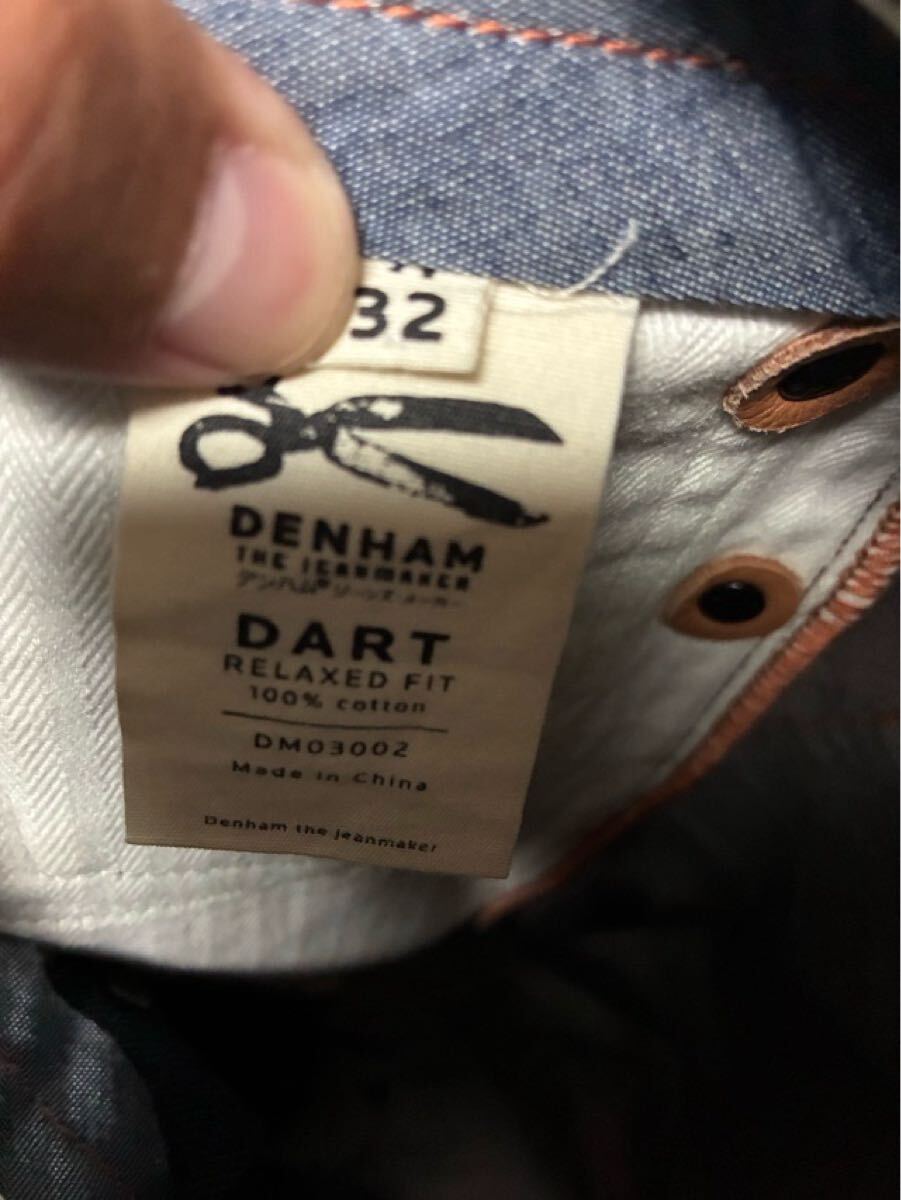 32
DENHAM
THE JEANMAKER
デンハム® ジーンズ・メーカー
DART
RELAXED FIT
100% cotton
DM03002
Made in China
Denham the jeanmaker